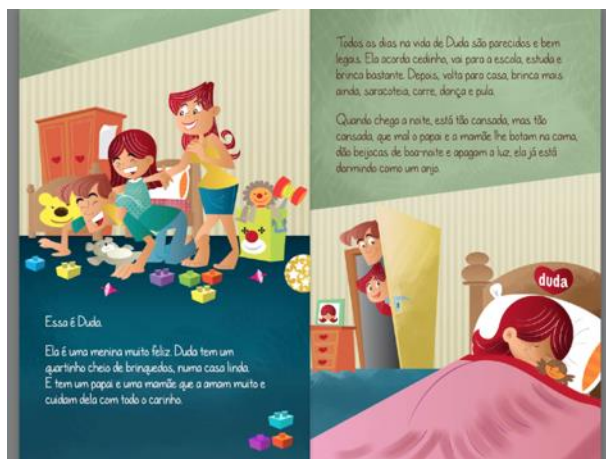 Essa é Duda.
Ela é uma menina muito feliz. Duda tem um
quartinho cheio de brinquedos, numa casa linda.
E tem um papai e uma mamãe que a amam muito e
cuidam dela com todo o carinho.
Todos os dias na vida de Duda são parecidos e bem
legais. Ela acorda cedinho, vai para a escola, estuda e
brinca bastante. Depois, volta para casa, brinca mais
ainda, saracoteia, corre, dança e pula.
Quando chega a noite, está tão cansada, mas tão
cansada, que mal o papai e a mamãe lhe botam na cama,
dão beijocas de boa-noite e apagam a luz, ela já está
dormindo como um anjo.
duda